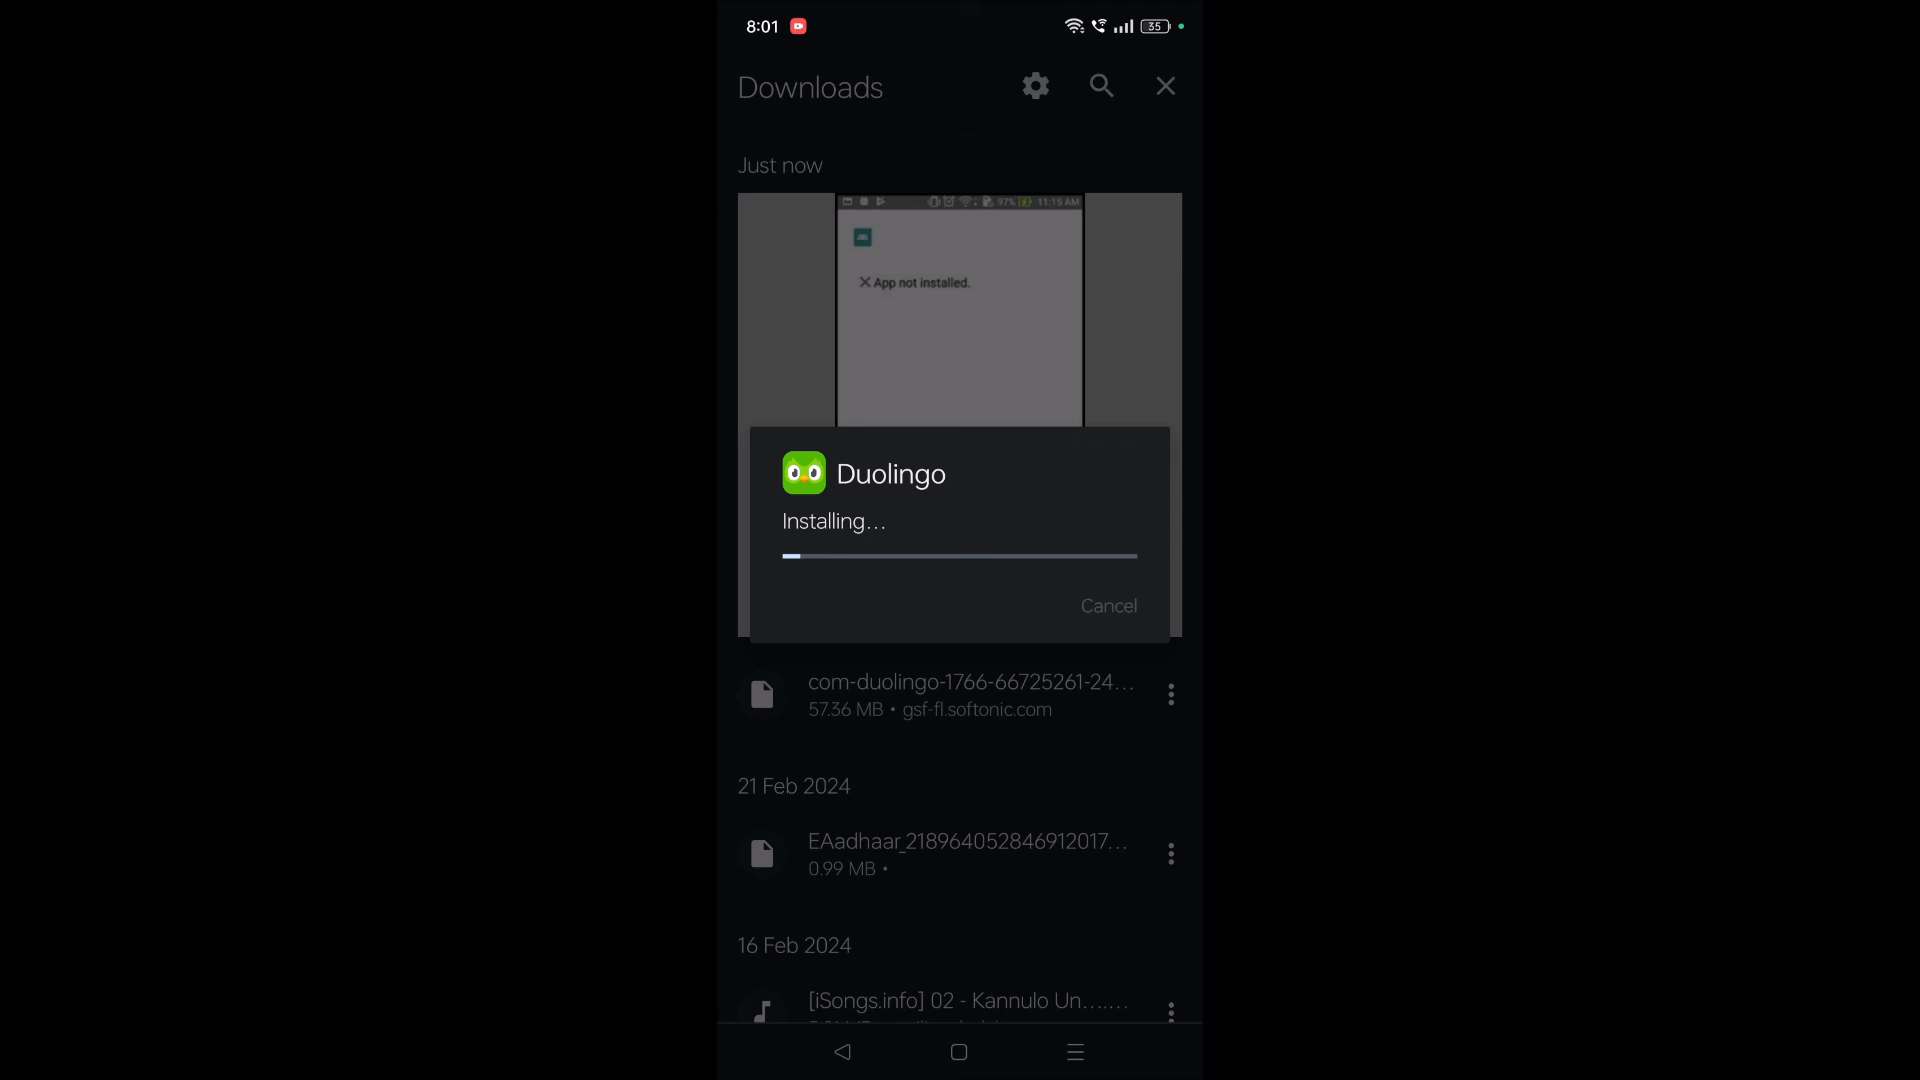 8:01
35
Downloads
Just now
97% 11:15 AM
App not installed.
Duolingo
Installing...
Cancel
com-duolingo-1766-66725261-24...
57.36 MB • gsf-fl.softonic.com
21 Feb 2024
EAadhaar_218964052846912017...
0.99 MB •
16 Feb 2024
[iSongs.info] 02 - Kannulo Un......